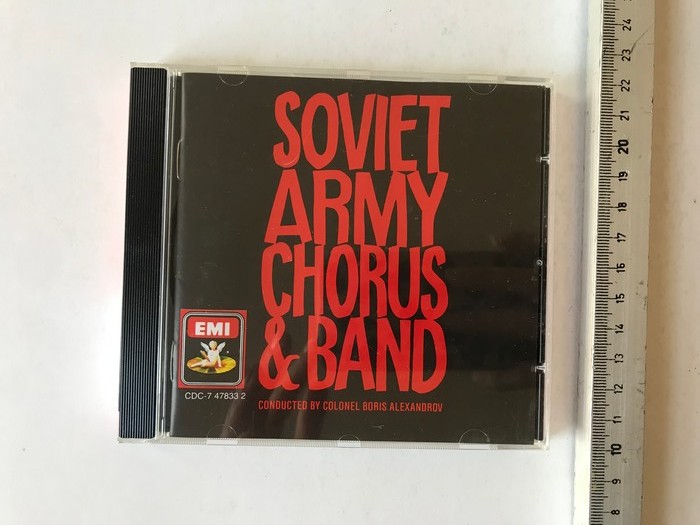 SOVIET
ARMY
CHORUS
& BAND
CONDUCTED BY COLONEL BORIS ALEXANDROV
EMI
CDC-7 47833 2
24
23
22
21
20
19
18
17
16
15
14
13
12
11
10
9
8